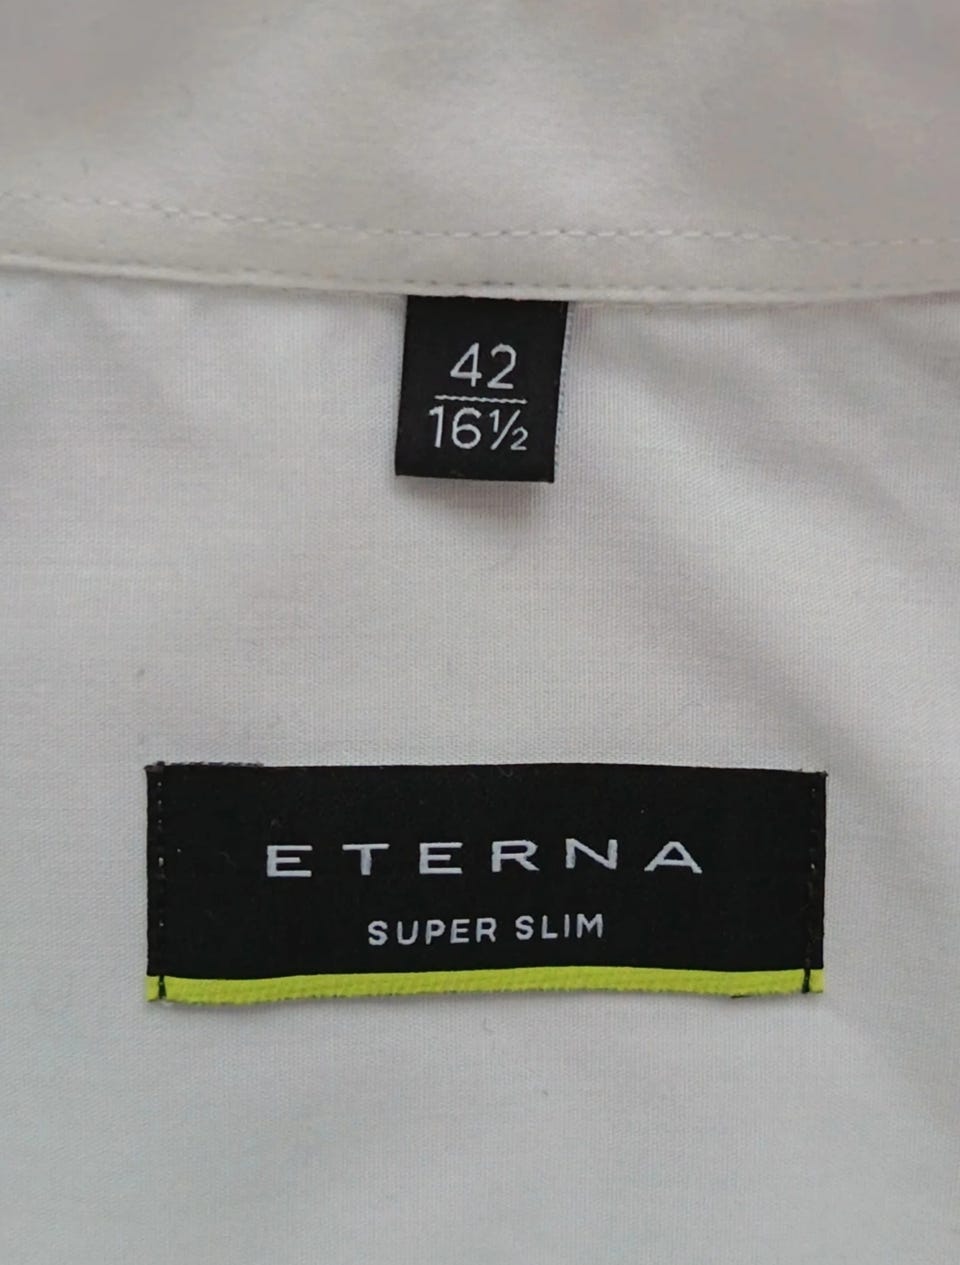 42
16½
ETERNA
SUPER SLIM